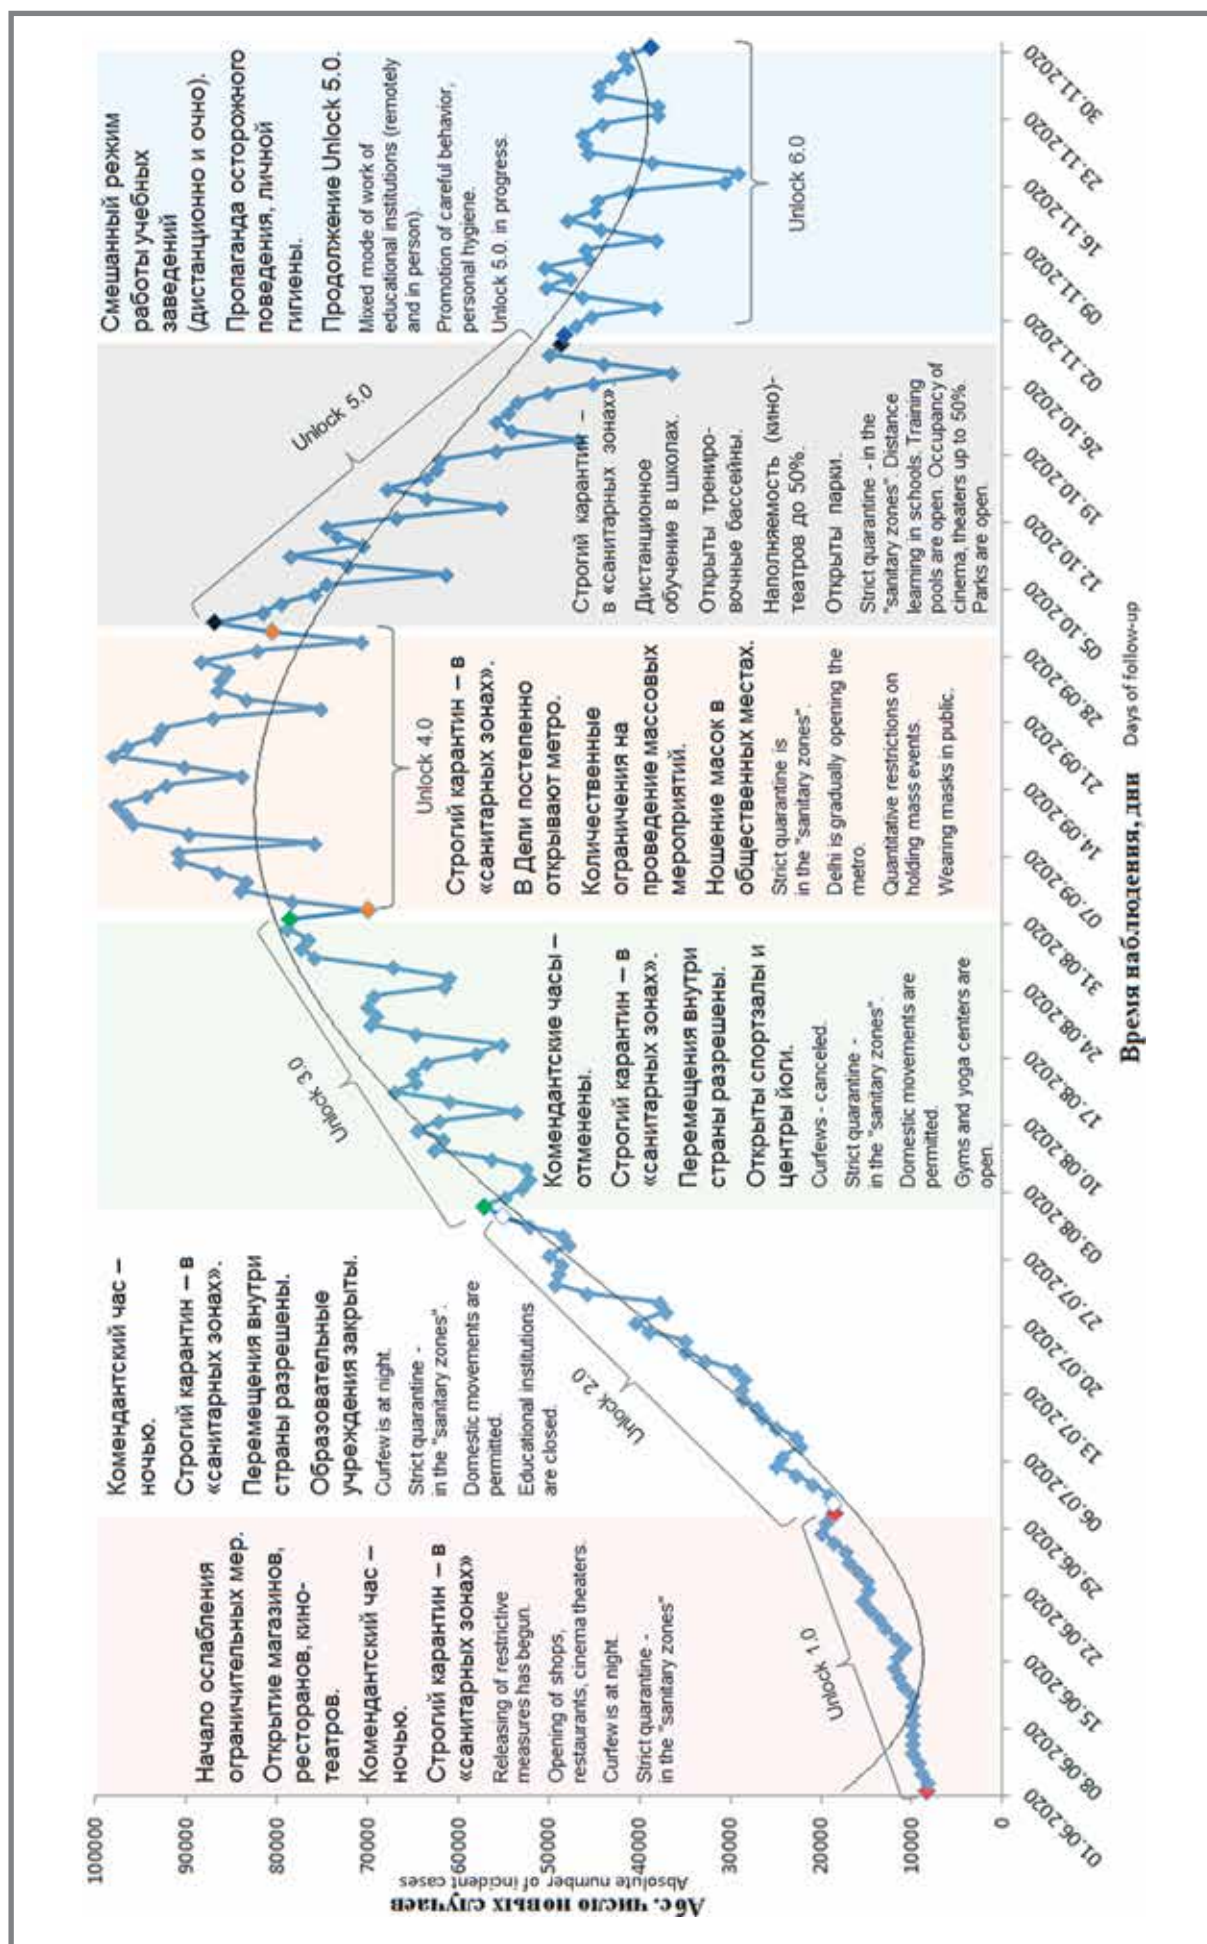 Абс. число новых случаев
Absolute number of incident cases
100000
90000
80000
70000
60000
50000
40000
30000
20000
10000
0
Начало ослабления
ограничительных мер.
Открытие магазинов,
ресторанов, кино-
театров.
Комендантский час –
ночью.
Строгий карантин – в
«санитарных зонах»
Releasing of restrictive
measures has begun.
Opening of shops,
restaurants, cinema theaters.
Curfew is at night.
Strict quarantine -
in the "sanitary zones"
Unlock 1.0
Комендантский час –
ночью.
Строгий карантин – в
«санитарных зонах».
Перемещения внутри
страны разрешены.
Образовательные
учреждения закрыты.
Curfew is at night.
Strict quarantine -
in the "sanitary zones".
Domestic movements are
permitted.
Educational institutions
are closed.
Unlock 2.0
Unlock 3.0
Комендантские часы –
отменены.
Строгий карантин – в
«санитарных зонах».
Перемещения внутри
страны разрешены.
Открыты спортзалы и
центры йоги.
Curfews - canceled.
Strict quarantine -
in the "sanitary zones".
Domestic movements are
permitted.
Gyms and yoga centers are
open.
Unlock 4.0
Строгий карантин – в
«санитарных зонах».
В Дели постепенно
открывают метро.
Количественные
ограничения на
проведение массовых
мероприятий.
Ношение масок в
общественных местах.
Strict quarantine is
in the "sanitary zones".
Delhi is gradually opening the
metro.
Quantitative restrictions on
holding mass events.
Wearing masks in public.
Unlock 5.0
Строгий карантин –
в «санитарных зонах».
Дистанционное
обучение в школах.
Открыты трениро-
вочные бассейны.
Наполняемость (кино)-
театров до 50%.
Открыты парки.
Strict quarantine - in the
"sanitary zones". Distance
learning in schools. Training
pools are open. Occupancy of
cinema, theaters up to 50%.
Parks are open.
Смешанный режим
работы учебных
заведений
(дистанционно и очно).
Пропаганда осторожного
поведения, личной
гигиены.
Продолжение Unlock 5.0.
Mixed mode of work of
educational institutions (remotely
and in person).
Promotion of careful behavior,
personal hygiene.
Unlock 5.0. in progress.
Unlock 6.0
01.06.2020
08.06.2020
15.06.2020
22.06.2020
29.06.2020
06.07.2020
13.07.2020
20.07.2020
27.07.2020
03.08.2020
10.08.2020
17.08.2020
24.08.2020
31.08.2020
07.09.2020
14.09.2020
21.09.2020
28.09.2020
05.10.2020
12.10.2020
19.10.2020
26.10.2020
02.11.2020
09.11.2020
16.11.2020
23.11.2020
30.11.2020
Время наблюдения, дни Days of follow-up